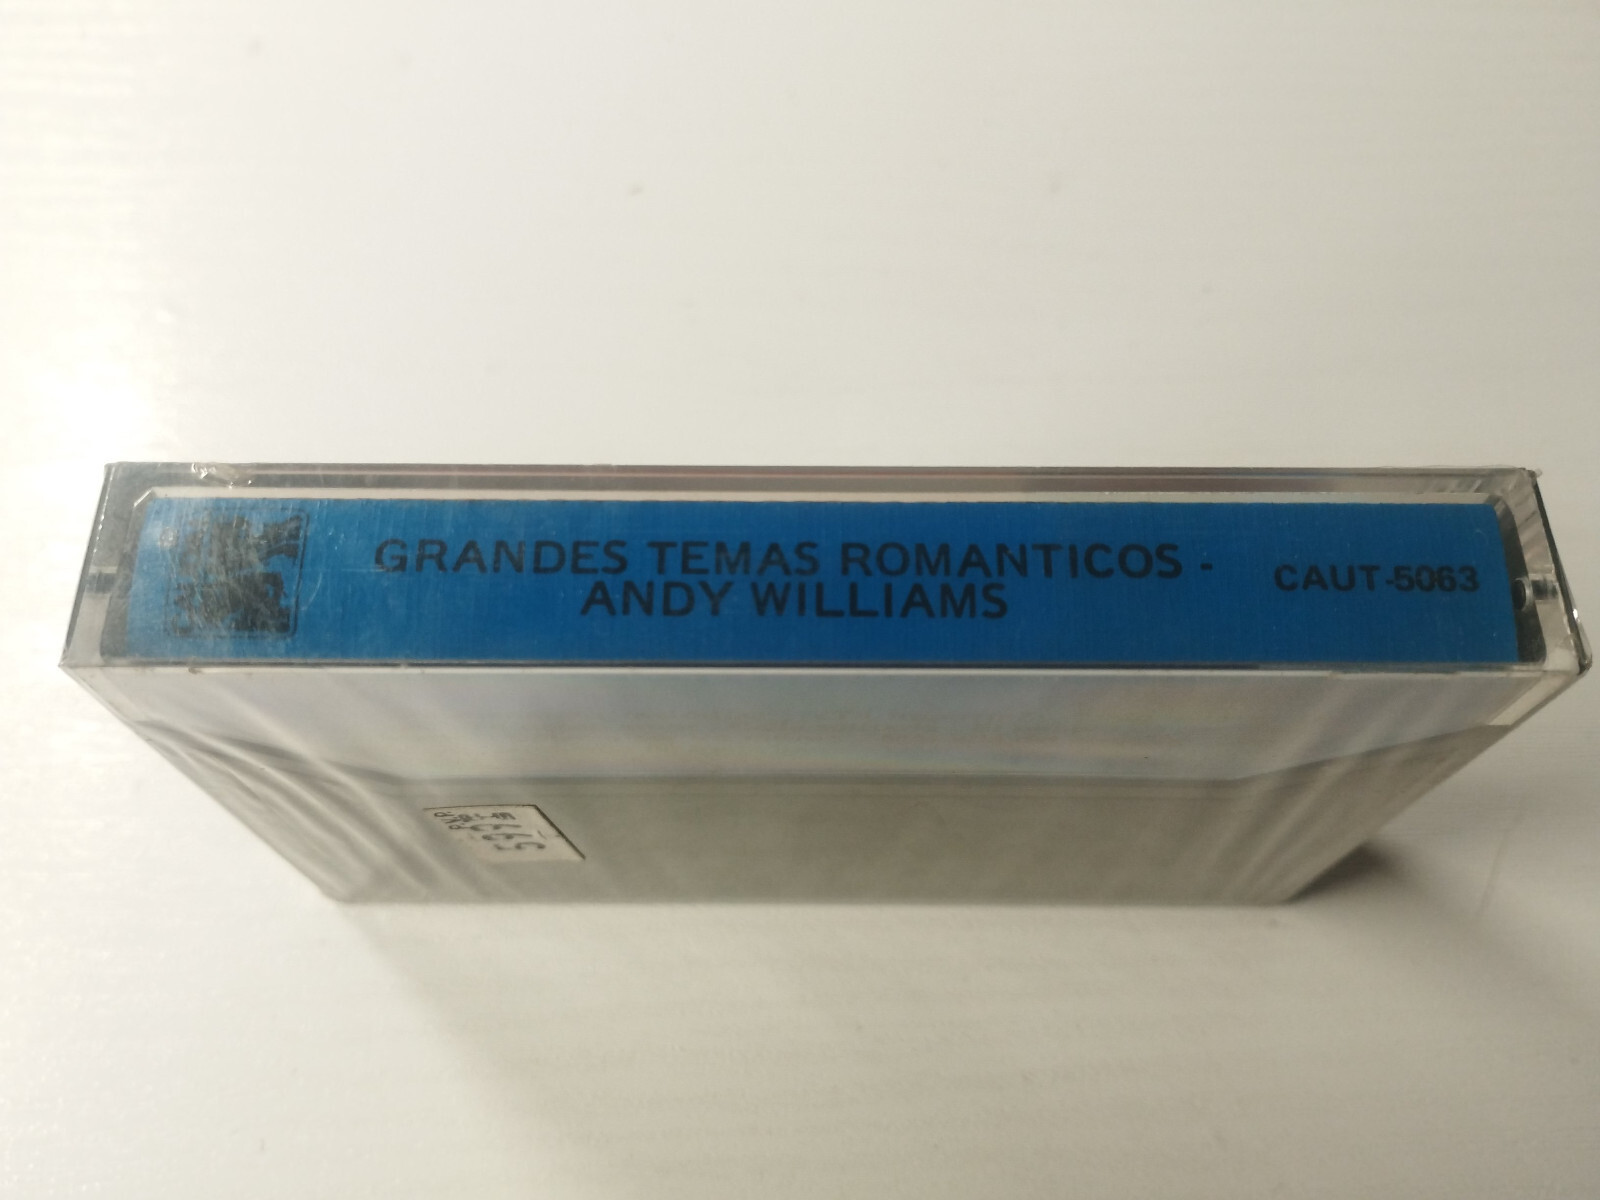 GRANDES TEMAS ROMANTICOS -
ANDY WILLIAMS
CAUT-5063